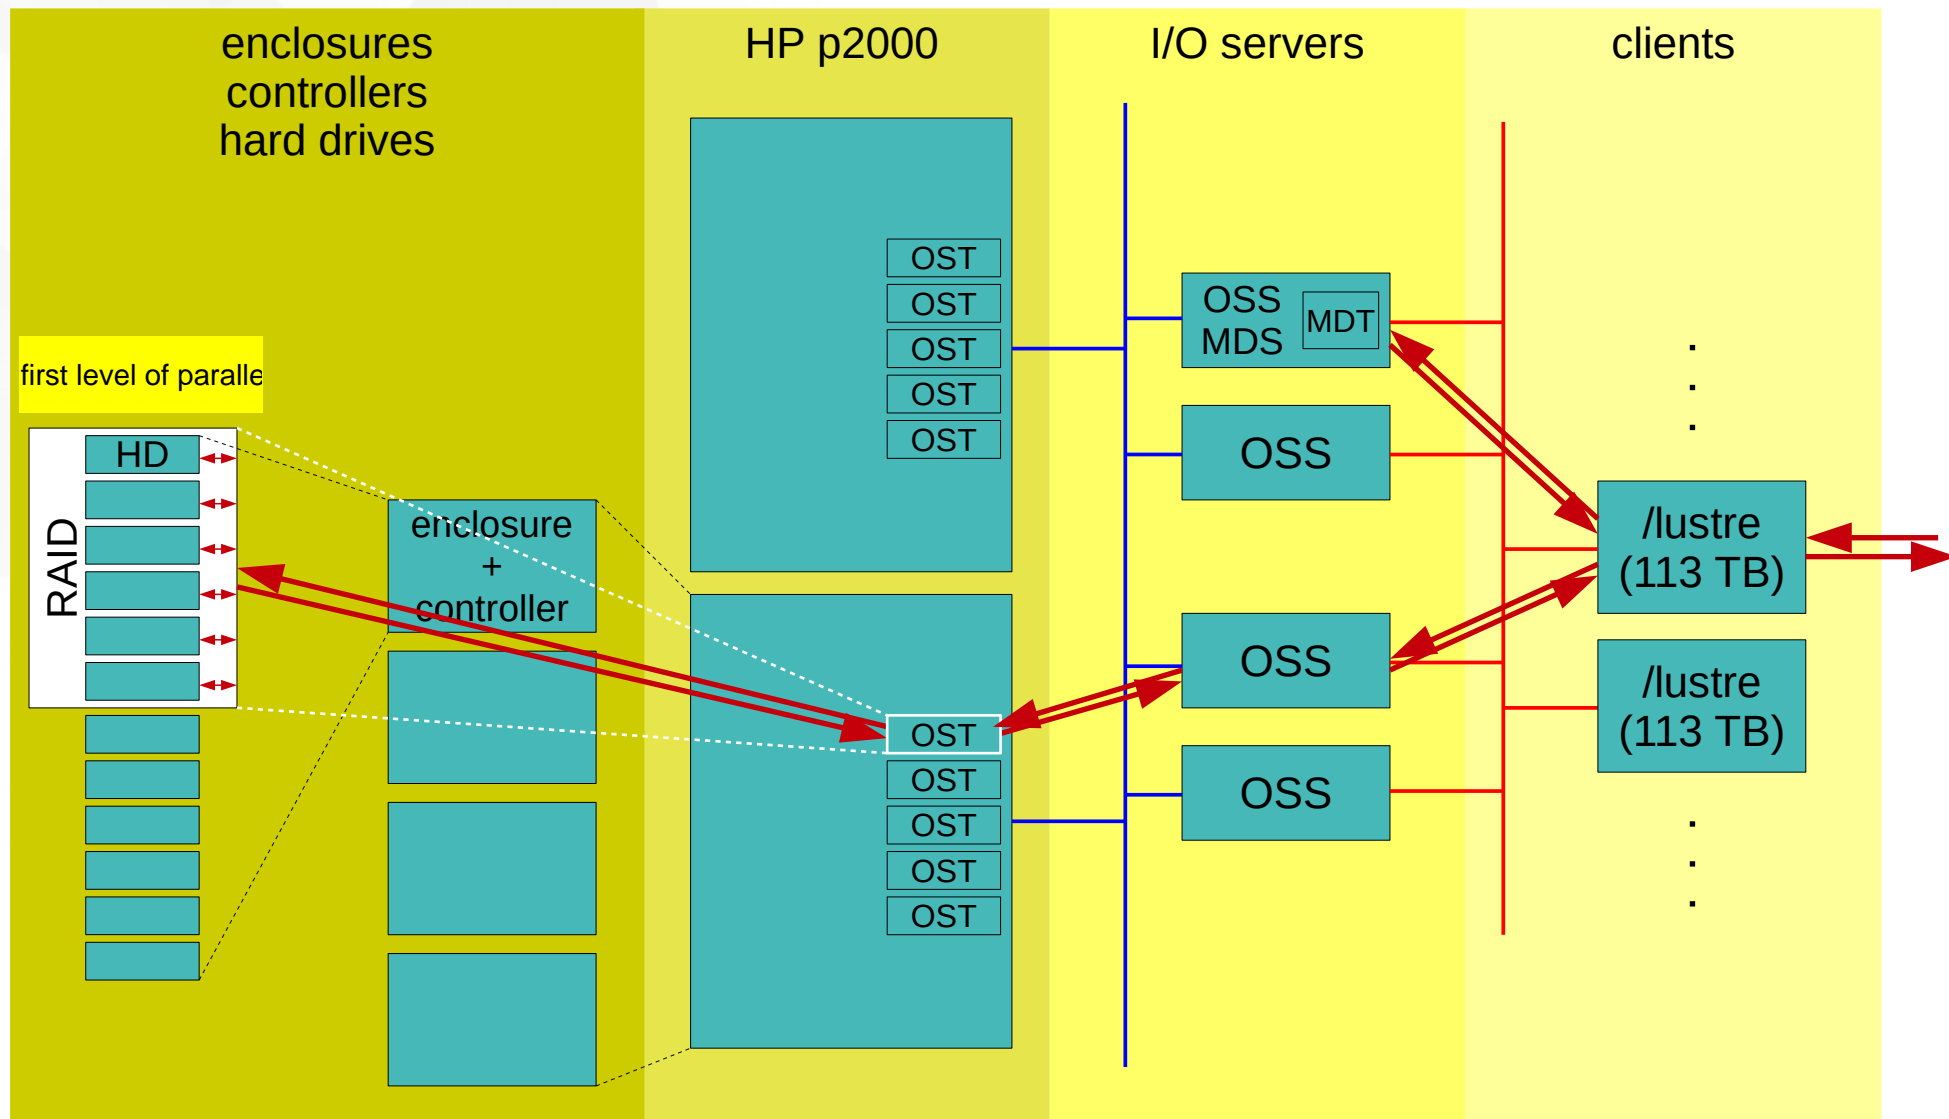 enclosures
controllers
hard drives
HP p2000
I/O servers
clients
first level of paralle
RAID
HD
enclosure
+
controller
OST
OST
OST
OST
OST
OST
OST
OST
OST
OST
OSS
MDS
MDT
OSS
OSS
OSS
.
.
.
/lustre
(113 TB)
/lustre
(113 TB)
.
.
.